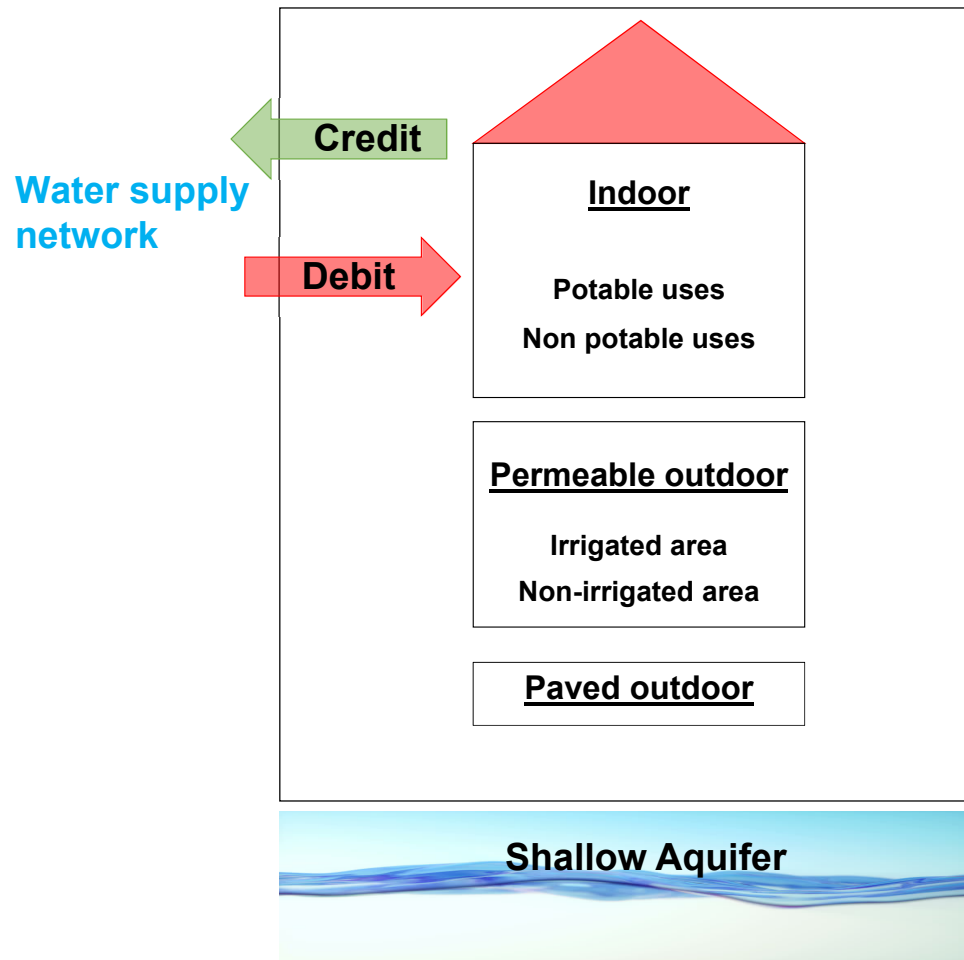 Credit
Water supply
network
Debit
Indoor
Potable uses
Non potable uses
Permeable outdoor
Irrigated area
Non-irrigated area
Paved outdoor
Shallow Aquifer